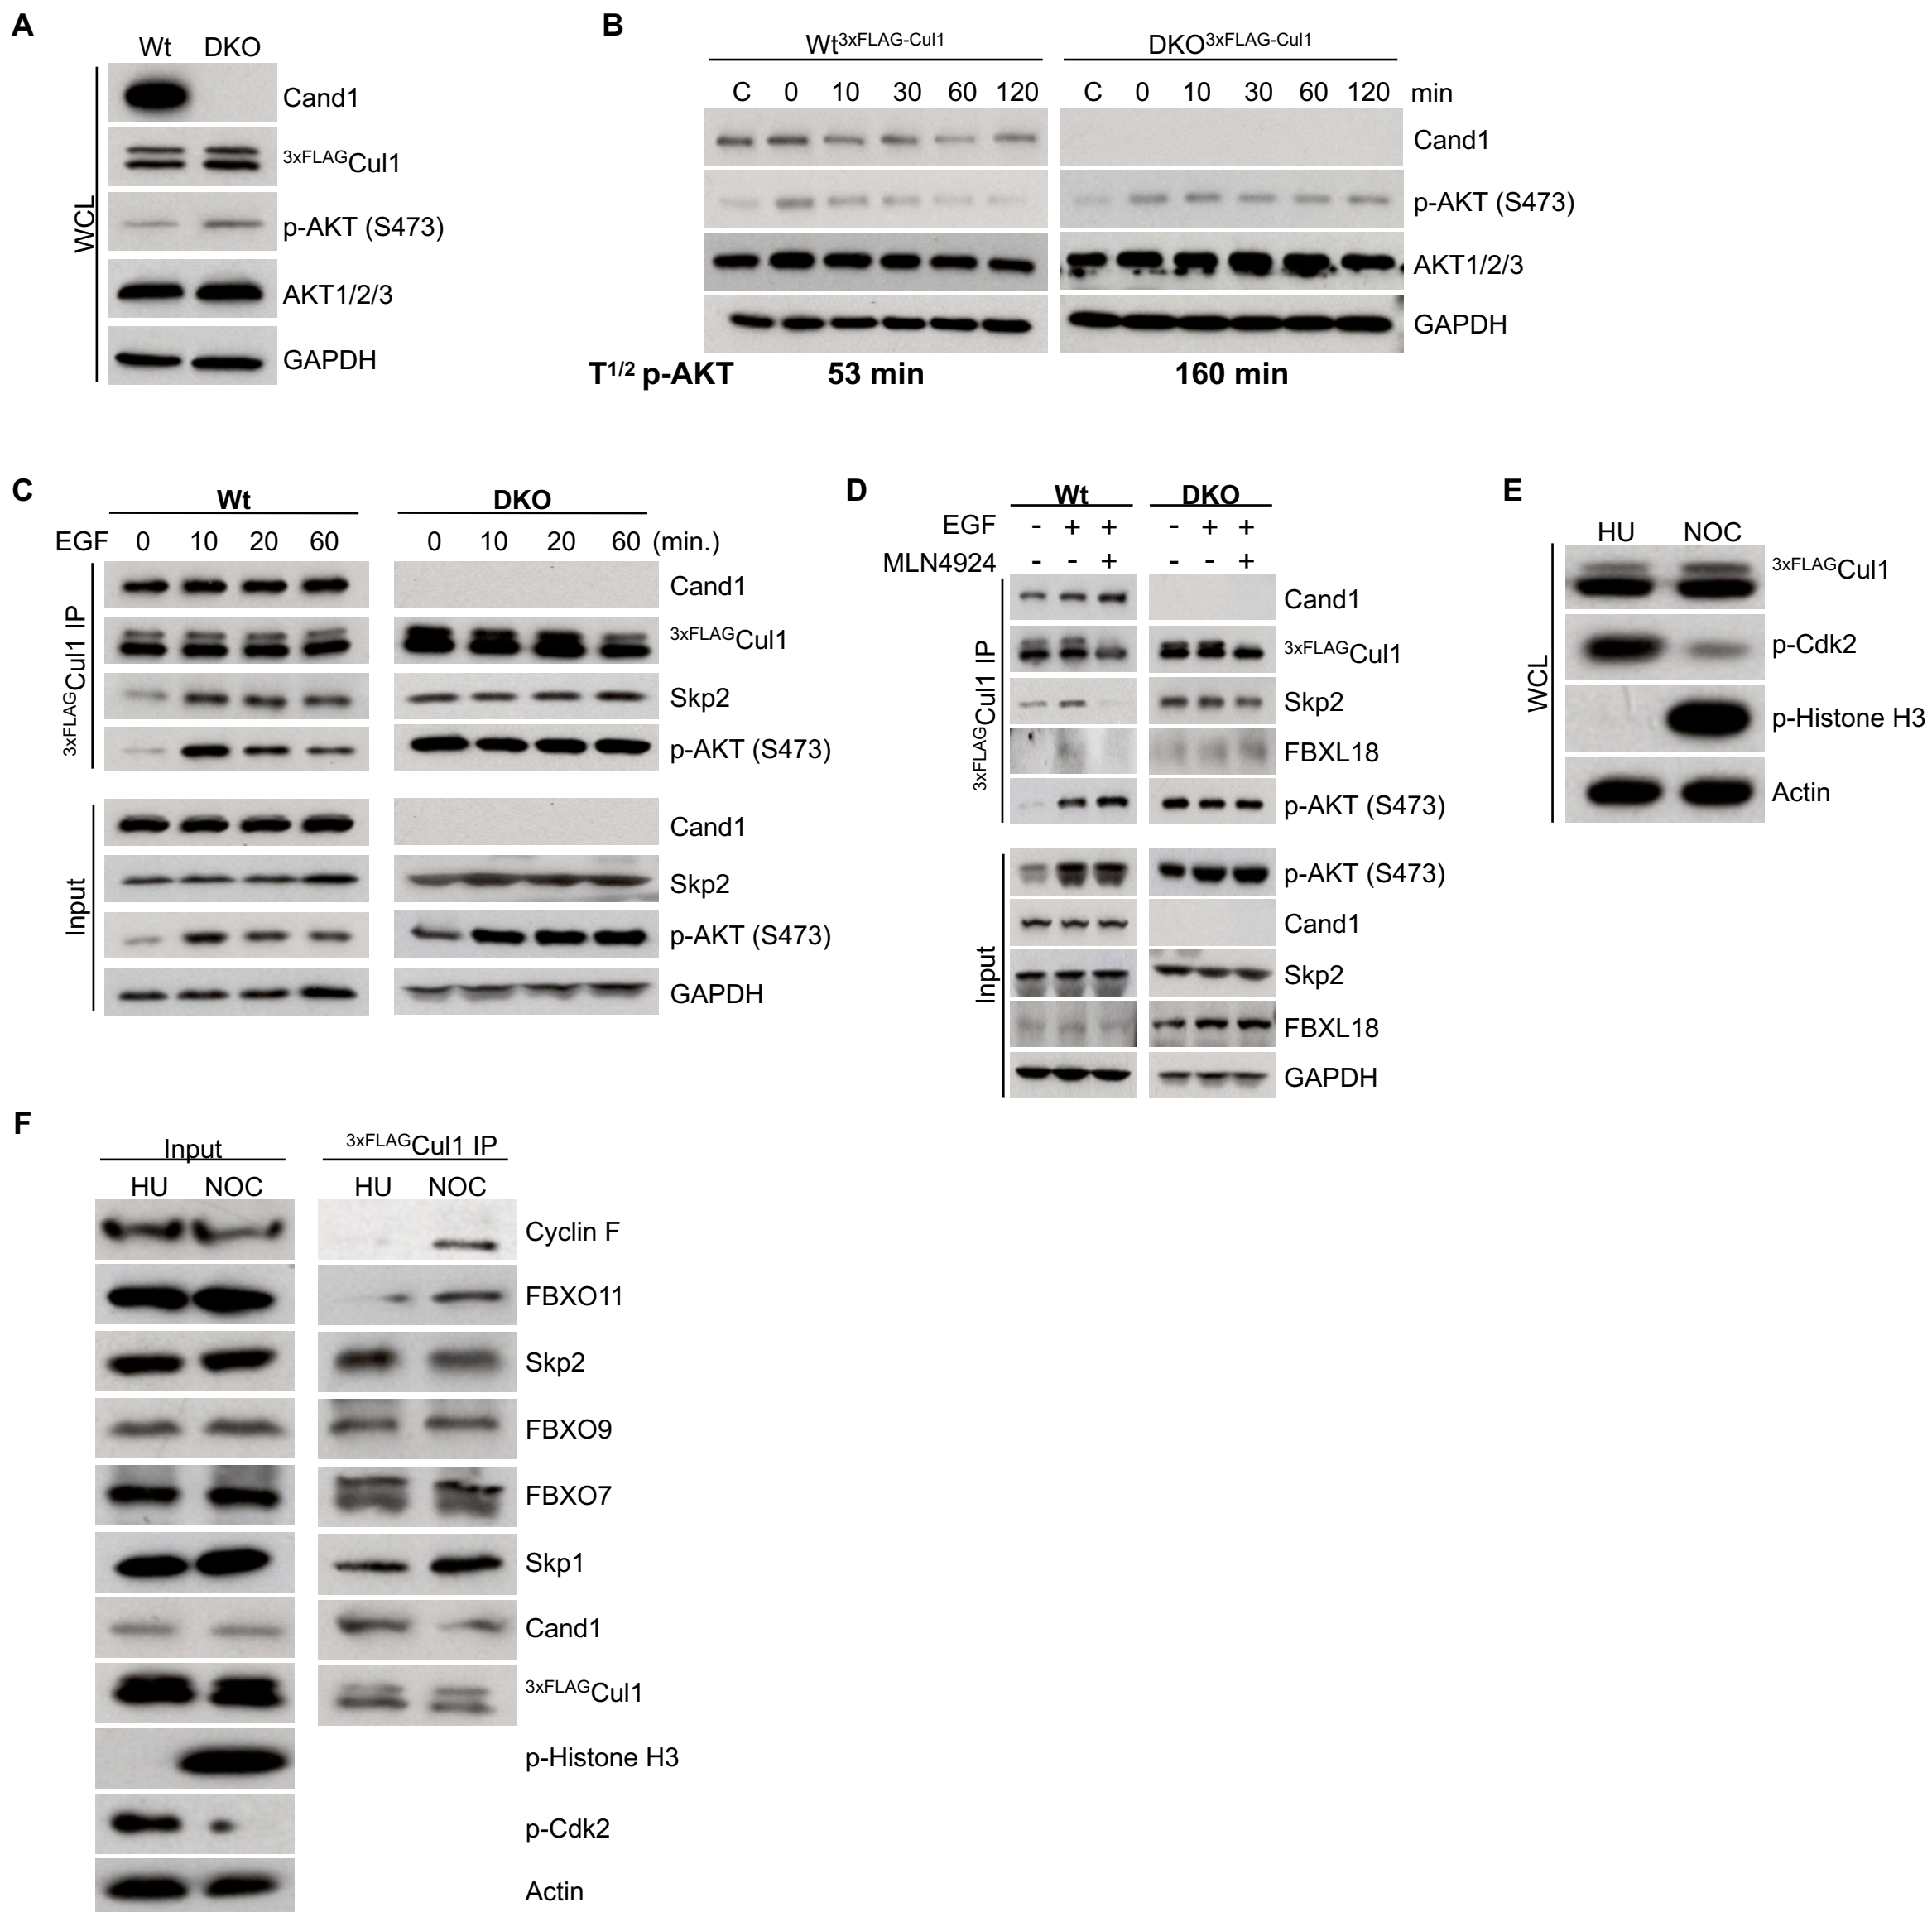 A
Wt DKO
WCL
Cand1
3xFLAGCul1
p-AKT (S473)
AKT1/2/3
GAPDH
B
Wt3xFLAG-Cul1 DKO3xFLAG-Cul1
C 0 10 30 60 120 C 0 10 30 60 120 min
Cand1
p-AKT (S473)
AKT1/2/3
GAPDH
T1/2 p-AKT 53 min 160 min
C
Wt DKO
EGF 0 10 20 60 0 10 20 60 (min.)
3xFLAGCul1 IP
Cand1
3xFLAGCul1
Skp2
p-AKT (S473)
Input
Cand1
Skp2
p-AKT (S473)
GAPDH
D
Wt DKO
EGF - + + - + +
MLN4924 - - + - - +
3xFLAGCul1 IP
Cand1
3xFLAGCul1
Skp2
FBXL18
p-AKT (S473)
Input
p-AKT (S473)
Cand1
Skp2
FBXL18
GAPDH
E
HU NOC
WCL
3xFLAGCul1
p-Cdk2
p-Histone H3
Actin
F
Input 3xFLAGCul1 IP
HU NOC HU NOC
Cyclin F
FBXO11
Skp2
FBXO9
FBXO7
Skp1
Cand1
3xFLAGCul1
p-Histone H3
p-Cdk2
Actin